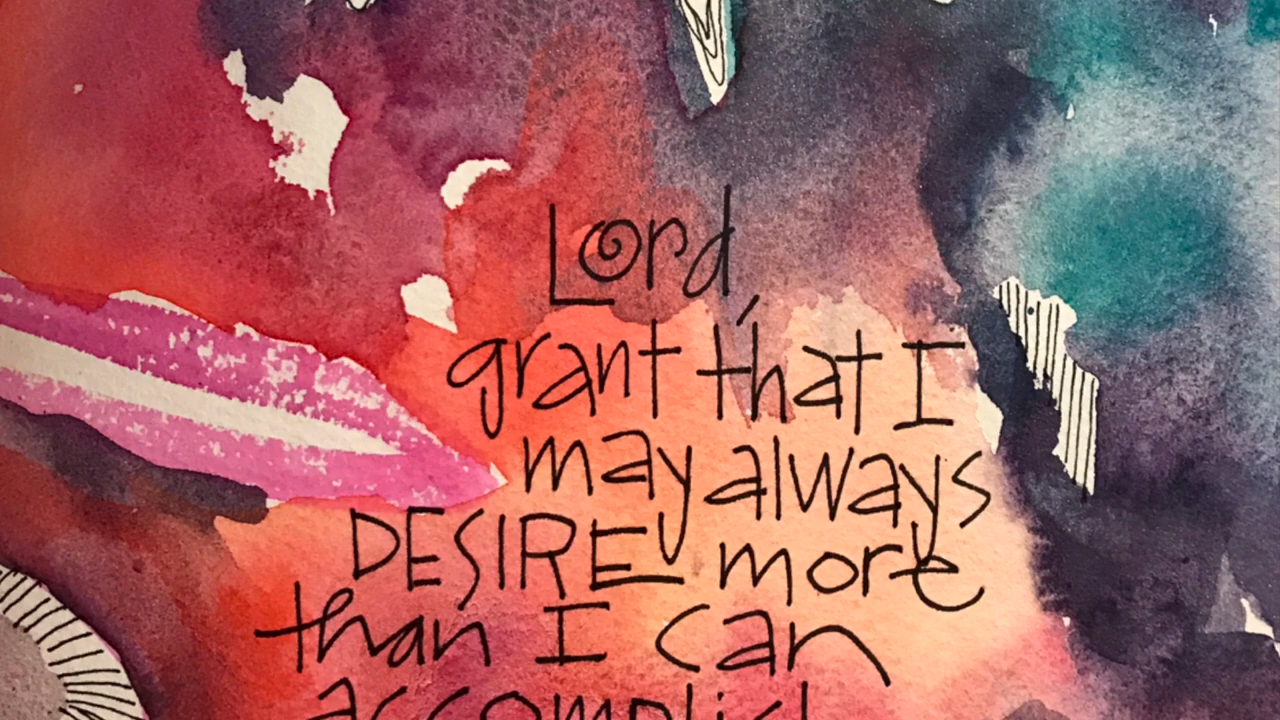 Lord,
grant that I
may always
DESIRE more
than I can